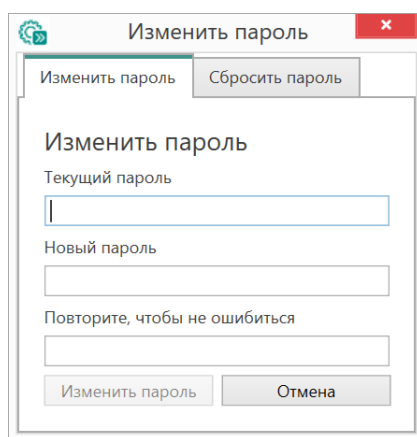 Изменить пароль
Изменить пароль Сбросить пароль
Изменить пароль
Текущий пароль
Новый пароль
Повторите, чтобы не ошибиться
Изменить пароль Отмена